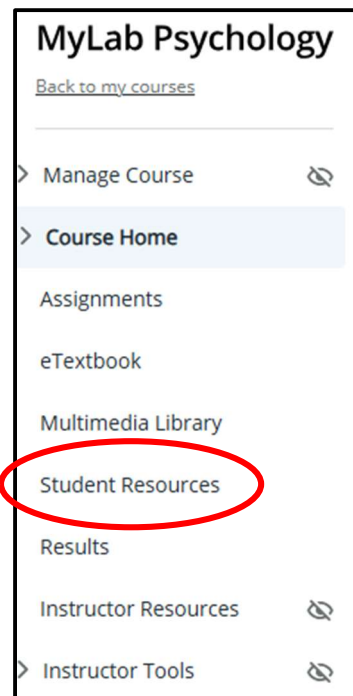 MyLab Psychology
Back to my courses
Manage Course
Course Home
Assignments
eTextbook
Multimedia Library
Student Resources
Results
Instructor Resources
Instructor Tools